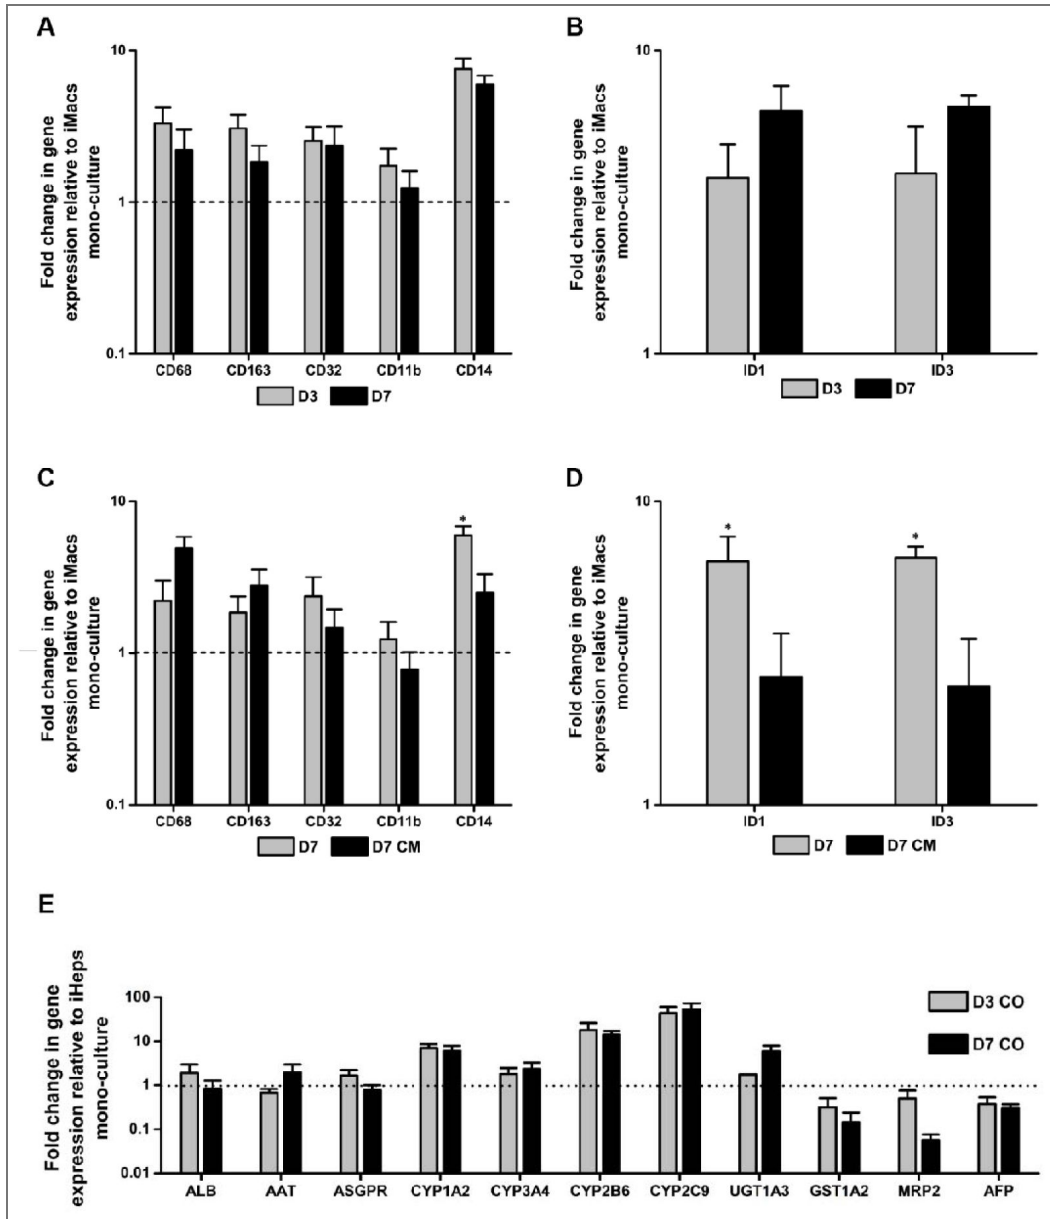 A
Fold change in gene
expression relative to iMacs
mono-culture
10
1
0.1
CD68 CD163 CD32 CD11b CD14
D3 D7
B
Fold change in gene
expression relative to iMacs
mono-culture
10
1
ID1 ID3
D3 D7
C
Fold change in gene
expression relative to iMacs
mono-culture
10
1
0.1
*
CD68 CD163 CD32 CD11b CD14
D7 D7 CM
D
Fold change in gene
expression relative to iMacs
mono-culture
10
1
* *
ID1 ID3
D7 D7 CM
E
Fold change in gene
expression relative to iHeps
mono-culture
100
10
1
0.1
0.01
D3 CO
D7 CO
ALB AAT ASGPR CYP1A2 CYP3A4 CYP2B6 CYP2C9 UGT1A3 GST1A2 MRP2 AFP